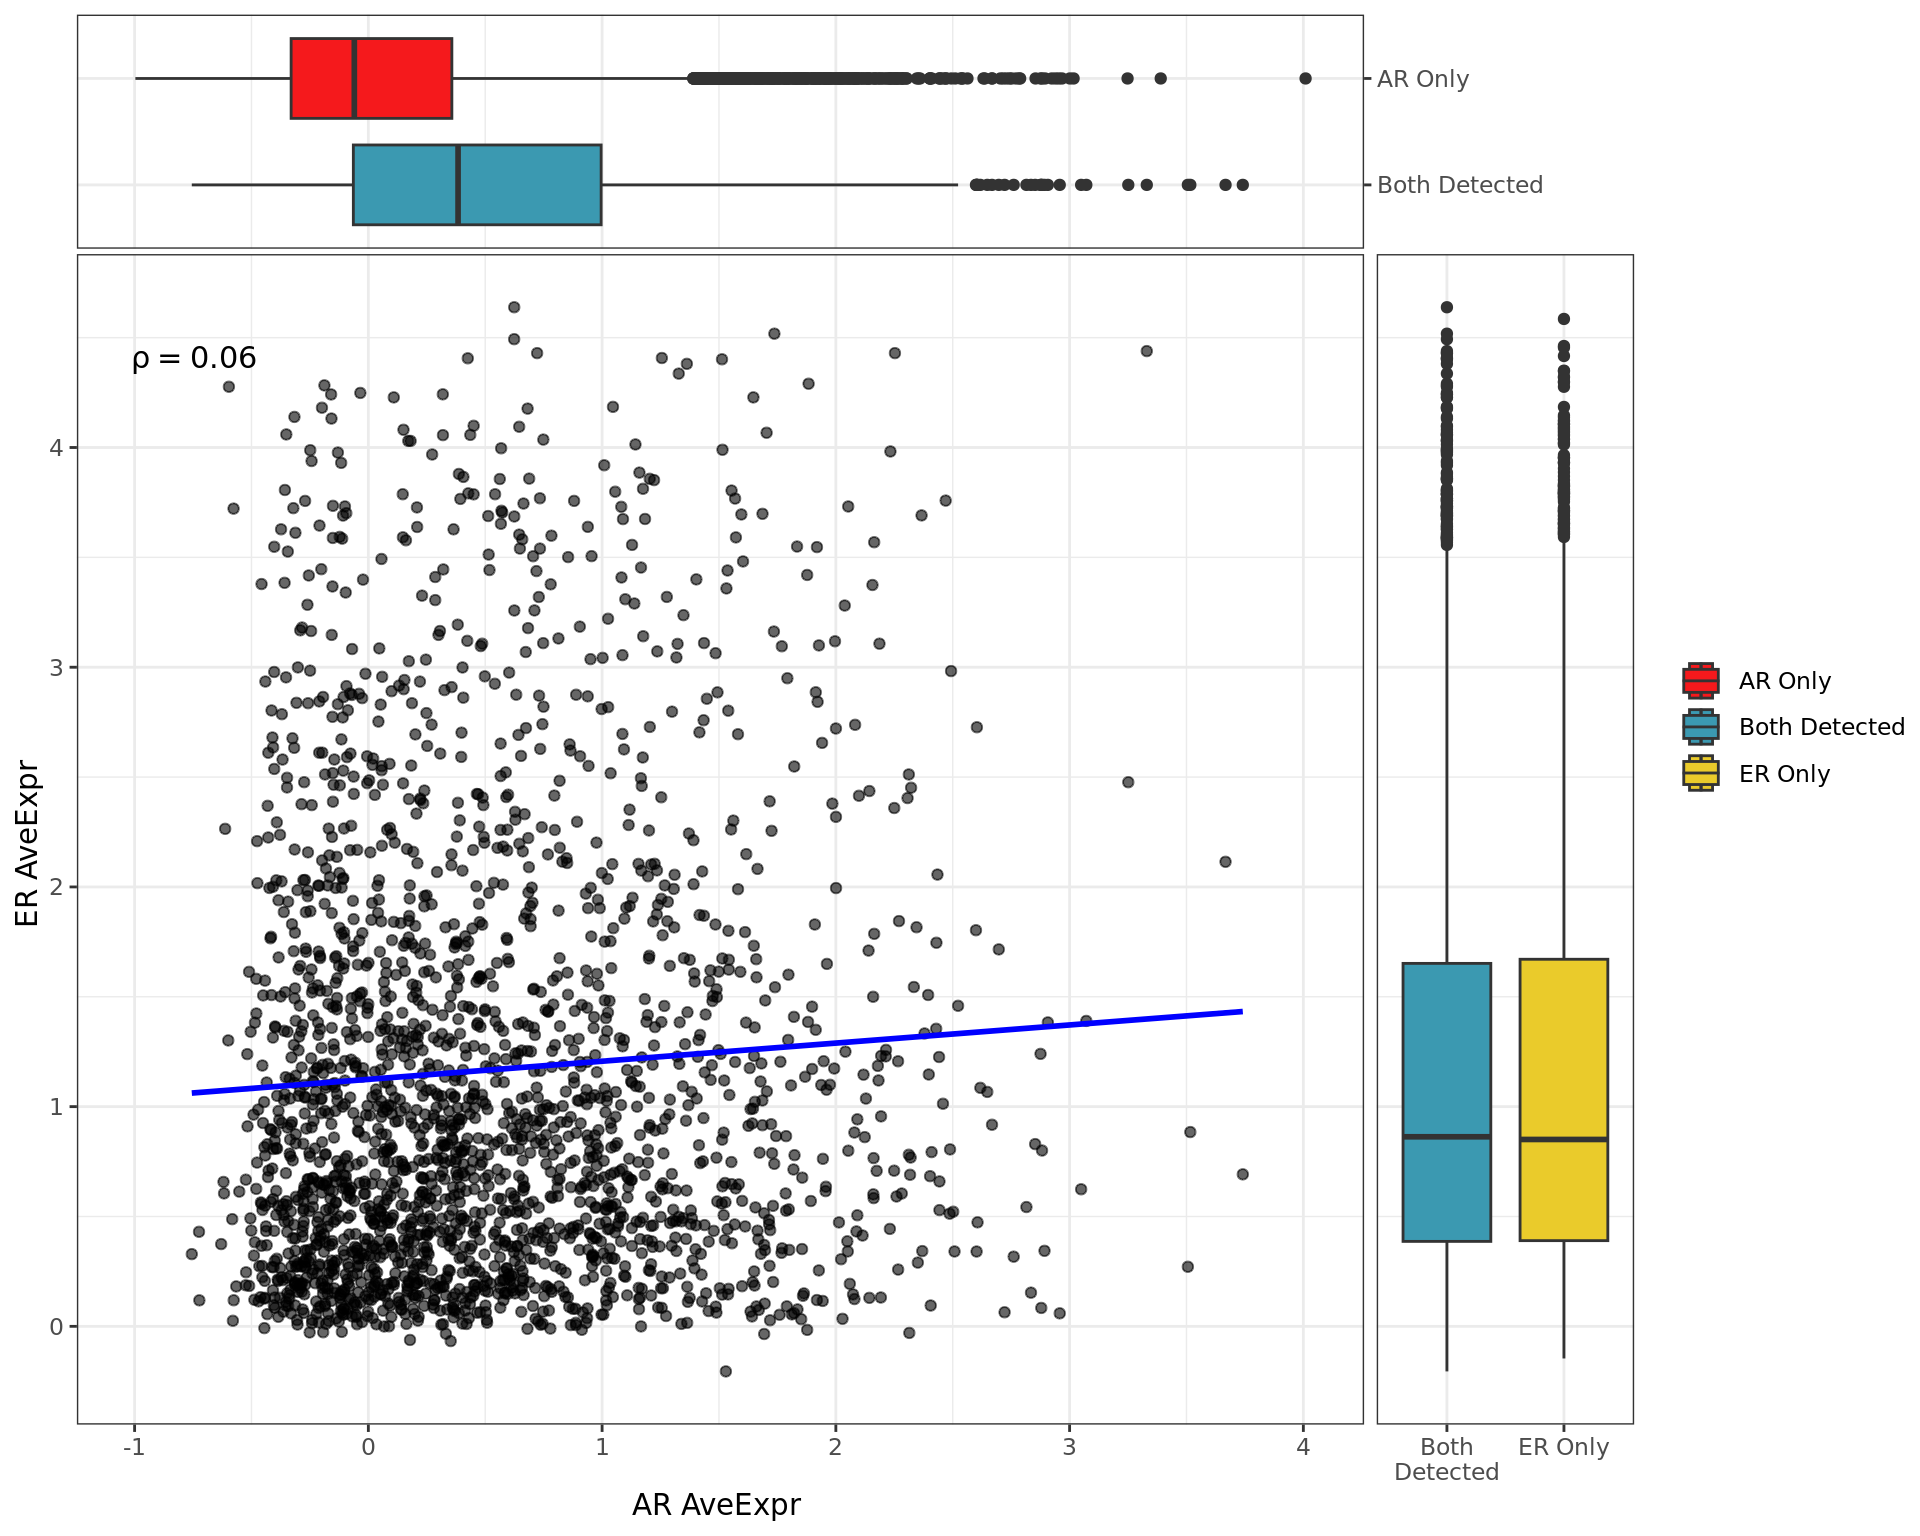 AR Only
Both Detected
ρ = 0.06
4
3
2
1
0
ER AveExpr
-1
0
1
2
3
4
AR AveExpr
Both
Detected
ER Only
AR Only
Both Detected
ER Only